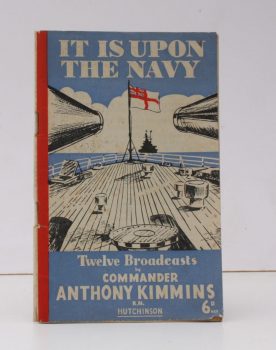 IT IS UPON
THE NAVY
Twelve Broadcasts
by
COMMANDER
ANTHONY KIMMINS
R.N.
HUTCHINSON
6D